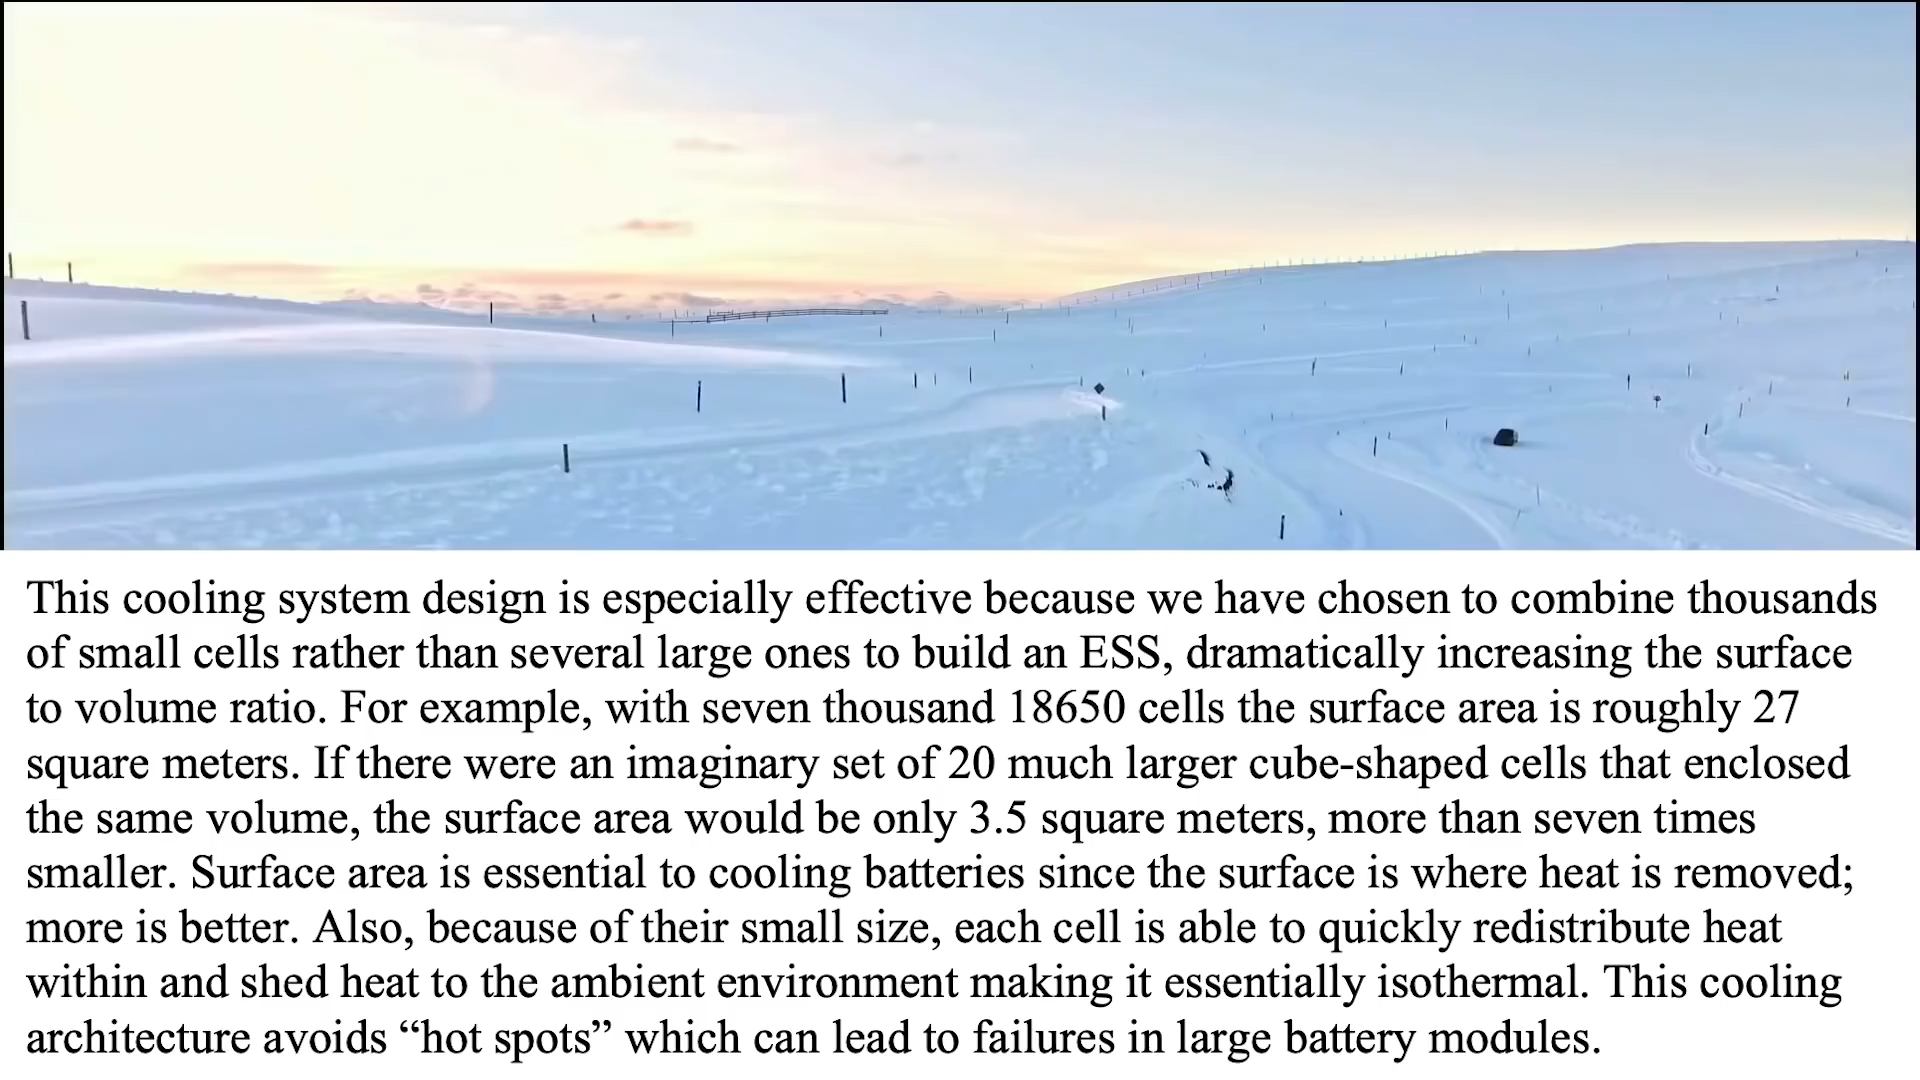 This cooling system design is especially effective because we have chosen to combine thousands
of small cells rather than several large ones to build an ESS, dramatically increasing the surface
to volume ratio. For example, with seven thousand 18650 cells the surface area is roughly 27
square meters. If there were an imaginary set of 20 much larger cube-shaped cells that enclosed
the same volume, the surface area would be only 3.5 square meters, more than seven times
smaller. Surface area is essential to cooling batteries since the surface is where heat is removed;
more is better. Also, because of their small size, each cell is able to quickly redistribute heat
within and shed heat to the ambient environment making it essentially isothermal. This cooling
architecture avoids “hot spots” which can lead to failures in large battery modules.